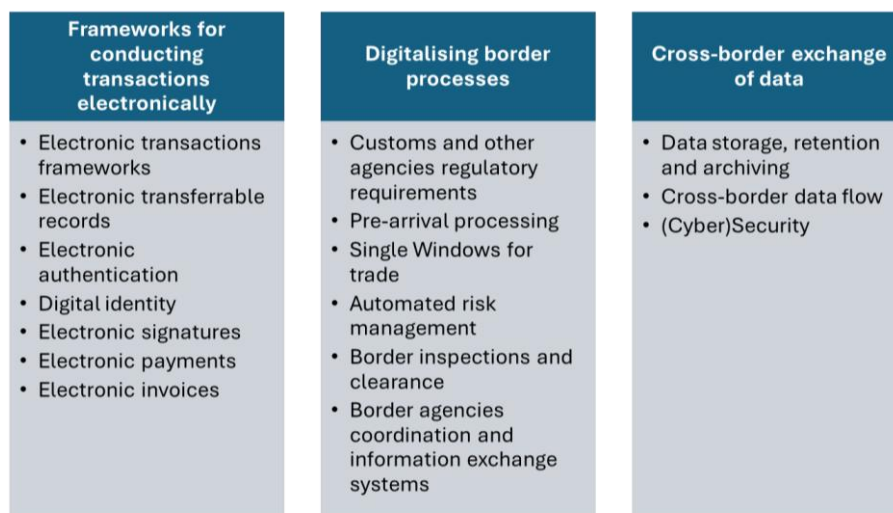 Frameworks for
conducting
transactions
electronically
• Electronic transactions
frameworks
• Electronic transferrable
records
• Electronic
authentication
• Digital identity
• Electronic signatures
• Electronic payments
• Electronic invoices
Digitalising border
processes
• Customs and other
agencies regulatory
requirements
• Pre-arrival processing
• Single Windows for
trade
• Automated risk
management
• Border inspections and
clearance
• Border agencies
coordination and
information exchange
systems
Cross-border exchange
of data
• Data storage, retention
and archiving
• Cross-border data flow
• (Cyber)Security